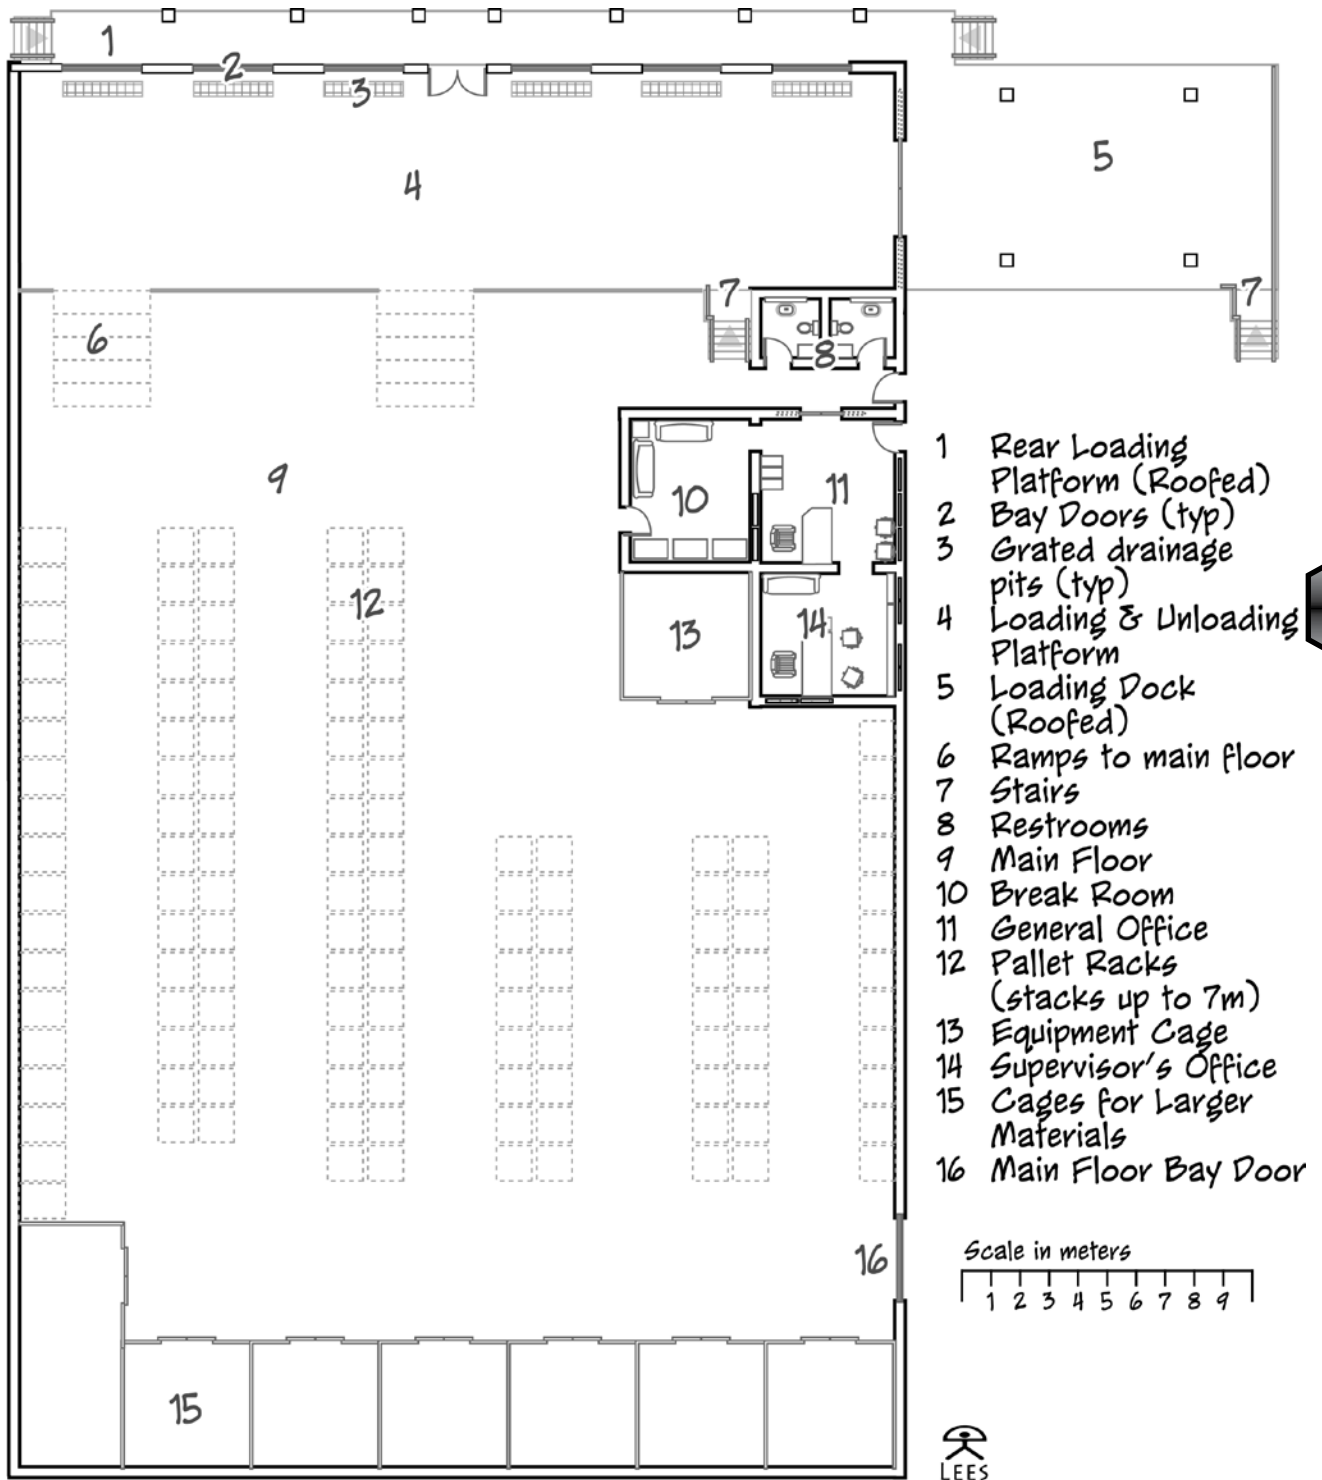 1
2
3
4
5
6
7
7
8
9
10
11
12
13
14
15
16
1 Rear Loading
Platform (Roofed)
2 Bay Doors (typ)
3 Grated drainage
pits (typ)
4 Loading & Unloading
Platform
5 Loading Dock
(Roofed)
6 Ramps to main floor
7 Stairs
8 Restrooms
9 Main Floor
10 Break Room
11 General Office
12 Pallet Racks
(stacks up to 7m)
13 Equipment Cage
14 Supervisor's Office
15 Cages for Larger
Materials
16 Main Floor Bay Door
Scale in meters
1 2 3 4 5 6 7 8 9
LEES